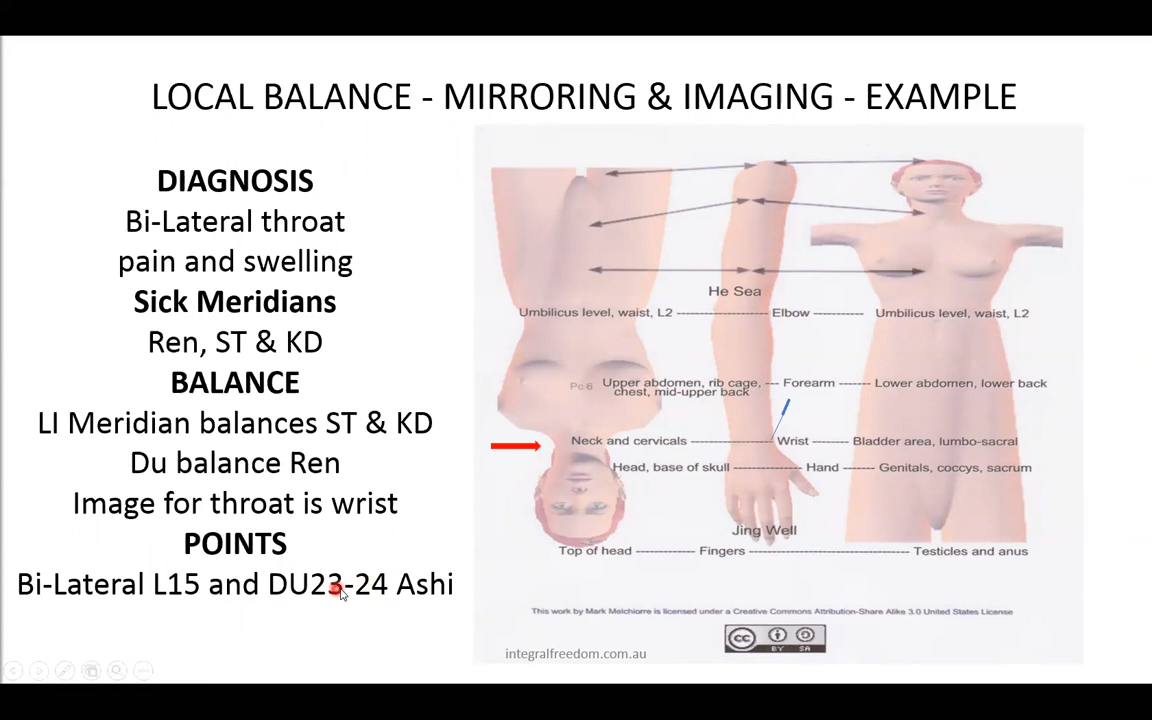 LOCAL BALANCE - MIRRORING & IMAGING - EXAMPLE
DIAGNOSIS
Bi-Lateral throat
pain and swelling
Sick Meridians
Ren, ST & KD
BALANCE
LI Meridian balances ST & KD
Du balance Ren
Image for throat is wrist
POINTS
Bi-Lateral L15 and DU23-24 Ashi
He Sea
Umbilicus level, waist, L2 Elbow Umbilicus level, waist, L2
Pc 6 Upper abdomen, rib cage, Forearm Lower abdomen, lower back
chest, mid-upper back
Neck and cervicals Wrist Bladder area, lumbo-sacral
Head, base of skull Hand Genitals, coccys, sacrum
Jing Well
Top of head Fingers Testicles and anus
This work by Mark Melchiorre is licensed under a Creative Commons Attribution-Share Alike 3.0 United States License
cc BY SA
integralfreedom.com.au